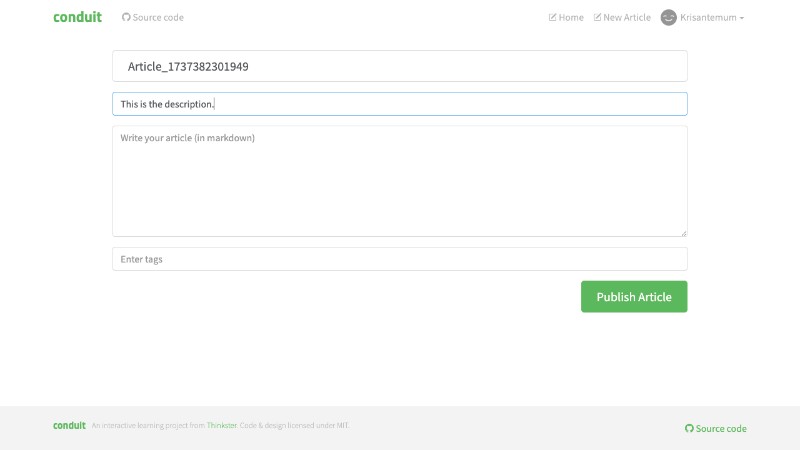 conduit Source code Home New Article Krisantemum
Article_1737382301949
This is the description.
Write your article (in markdown)
Enter tags
Publish Article
conduit An interactive learning project from Thinkster. Code & design licensed under MIT. Source code